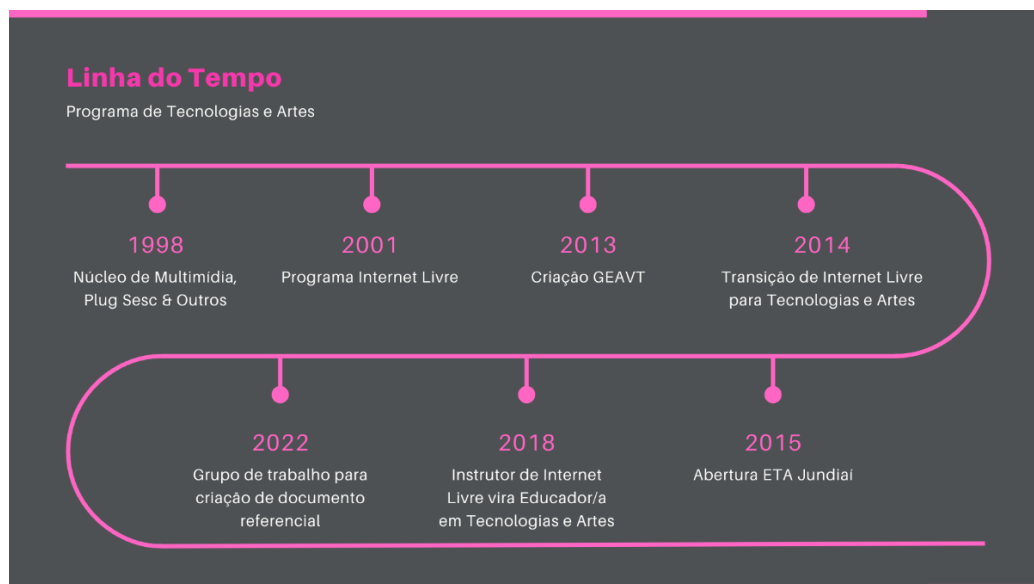 Linha do Tempo
Programa de Tecnologias e Artes
1998
Núcleo de Multimídia,
Plug Sesc & Outros
2001
Programa Internet Livre
2013
Criação GEAVT
2014
Transição de Internet Livre
para Tecnologias e Artes
2015
Abertura ETA Jundiaí
2018
Instrutor de Internet
Livre vira Educador/a
em Tecnologias e Artes
2022
Grupo de trabalho para
criação de documento
referencial